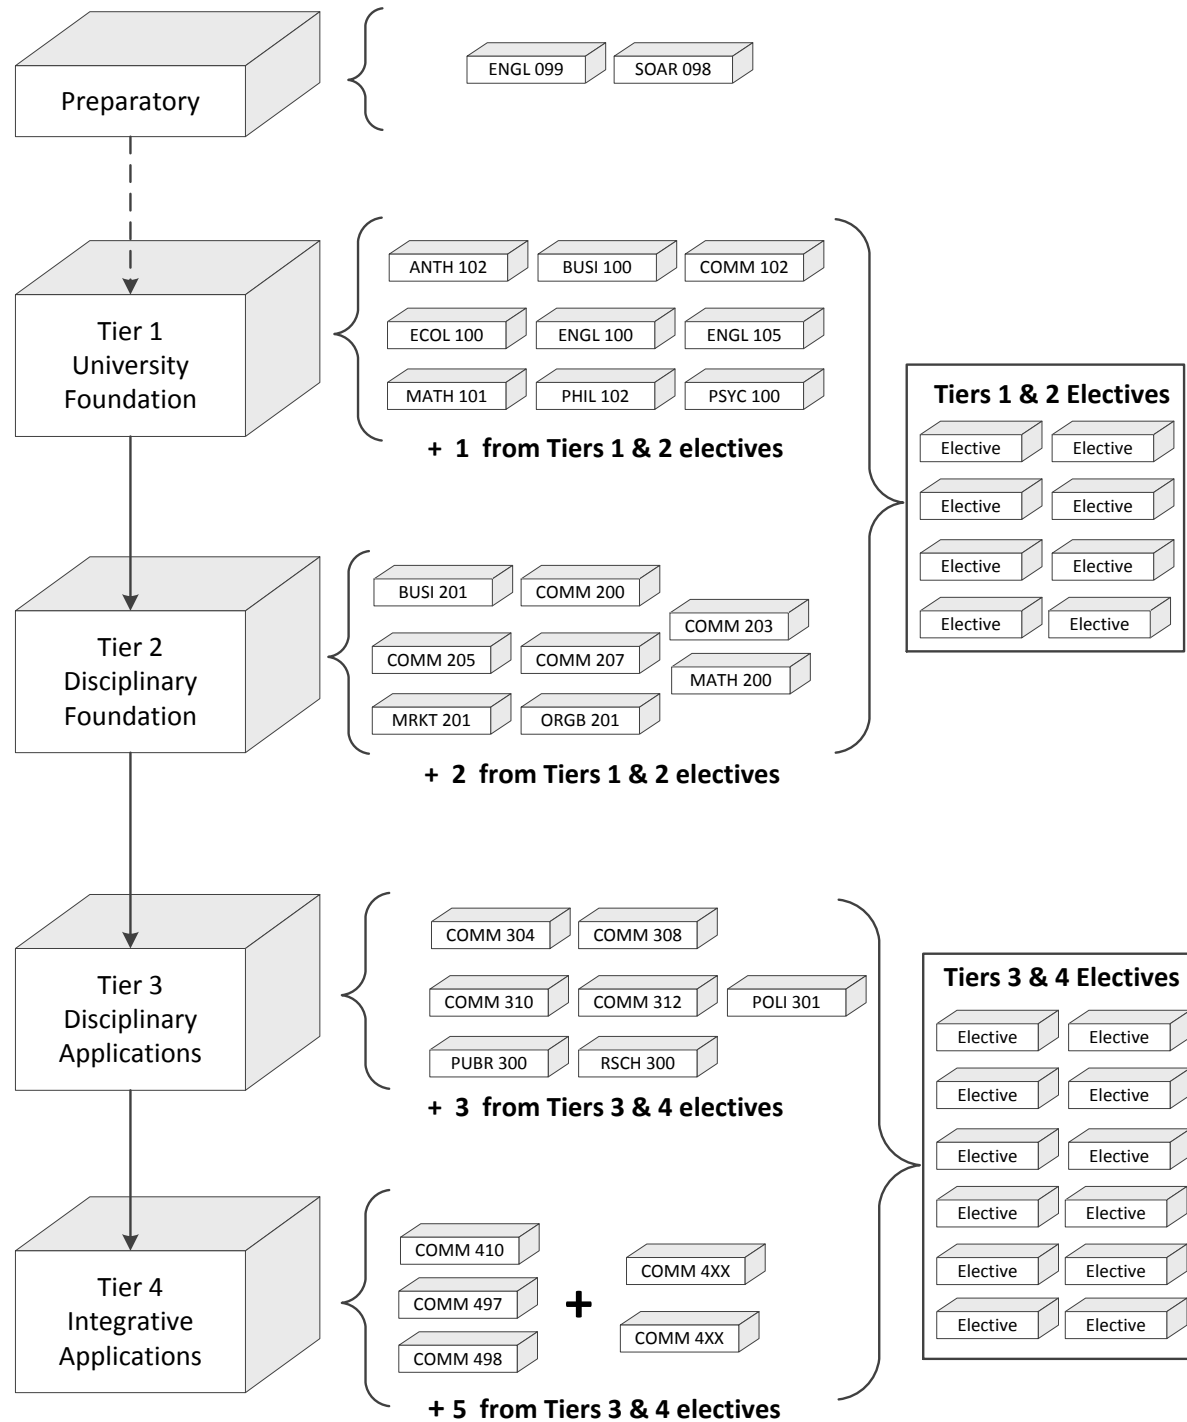 Preparatory
ENGL 099
SOAR 098
Tier 1
University
Foundation
ANTH 102
BUSI 100
COMM 102
ECOL 100
ENGL 100
ENGL 105
MATH 101
PHIL 102
PSYC 100
+ 1 from Tiers 1 & 2 electives
Tiers 1 & 2 Electives
Elective
Elective
Elective
Elective
Elective
Elective
Elective
Elective
Tier 2
Disciplinary
Foundation
BUSI 201
COMM 200
COMM 203
COMM 205
COMM 207
MATH 200
MRKT 201
ORGB 201
+ 2 from Tiers 1 & 2 electives
Tier 3
Disciplinary
Applications
COMM 304
COMM 308
COMM 310
COMM 312
POLI 301
PUBR 300
RSCH 300
+ 3 from Tiers 3 & 4 electives
Tiers 3 & 4 Electives
Elective
Elective
Elective
Elective
Elective
Elective
Elective
Elective
Elective
Elective
Elective
Elective
Tier 4
Integrative
Applications
COMM 410
COMM 497
COMM 498
+
COMM 4XX
COMM 4XX
+ 5 from Tiers 3 & 4 electives